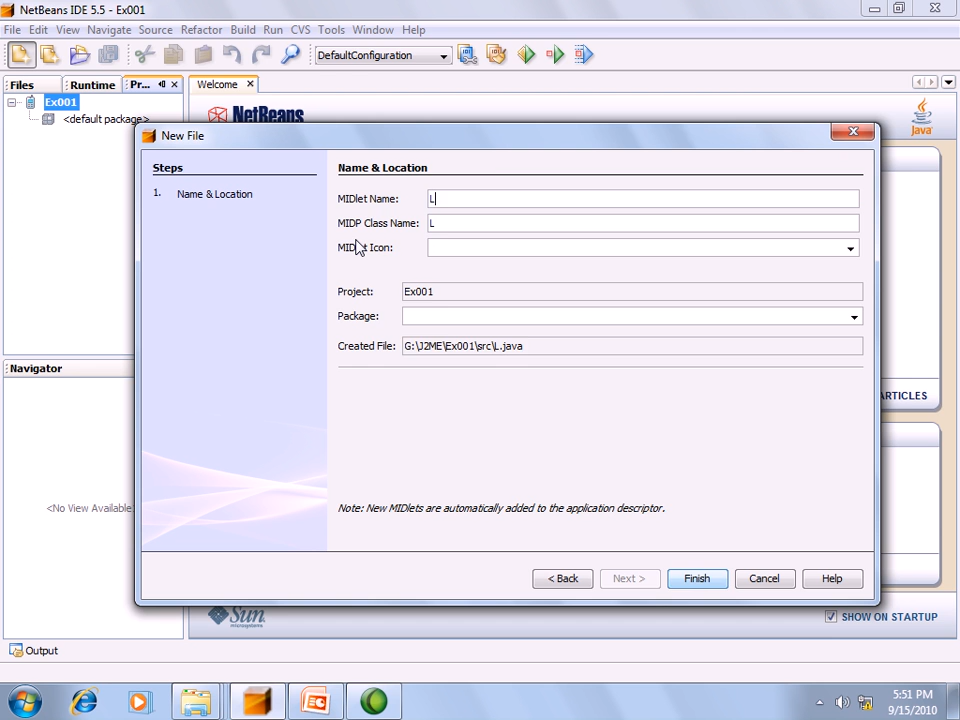 NetBeans IDE 5.5 - Ex001
File Edit View Navigate Source Refactor Build Run CVS Tools Window Help
DefaultConfiguration
Files Runtime Pr...
Welcome
Ex001
<default package>
NetBeans
Java
New File
Steps
1. Name & Location
Name & Location
MIDlet Name: L
MIDP Class Name: L
MIDlet Icon:
Project: Ex001
Package:
Created File: G:\J2ME\Ex001\src\L.java
Navigator
ARTICLES
<No View Available
Note: New MIDlets are automatically added to the application descriptor.
< Back Next > Finish Cancel Help
Sun
microsystems
SHOW ON STARTUP
Output
5:51 PM
9/15/2010